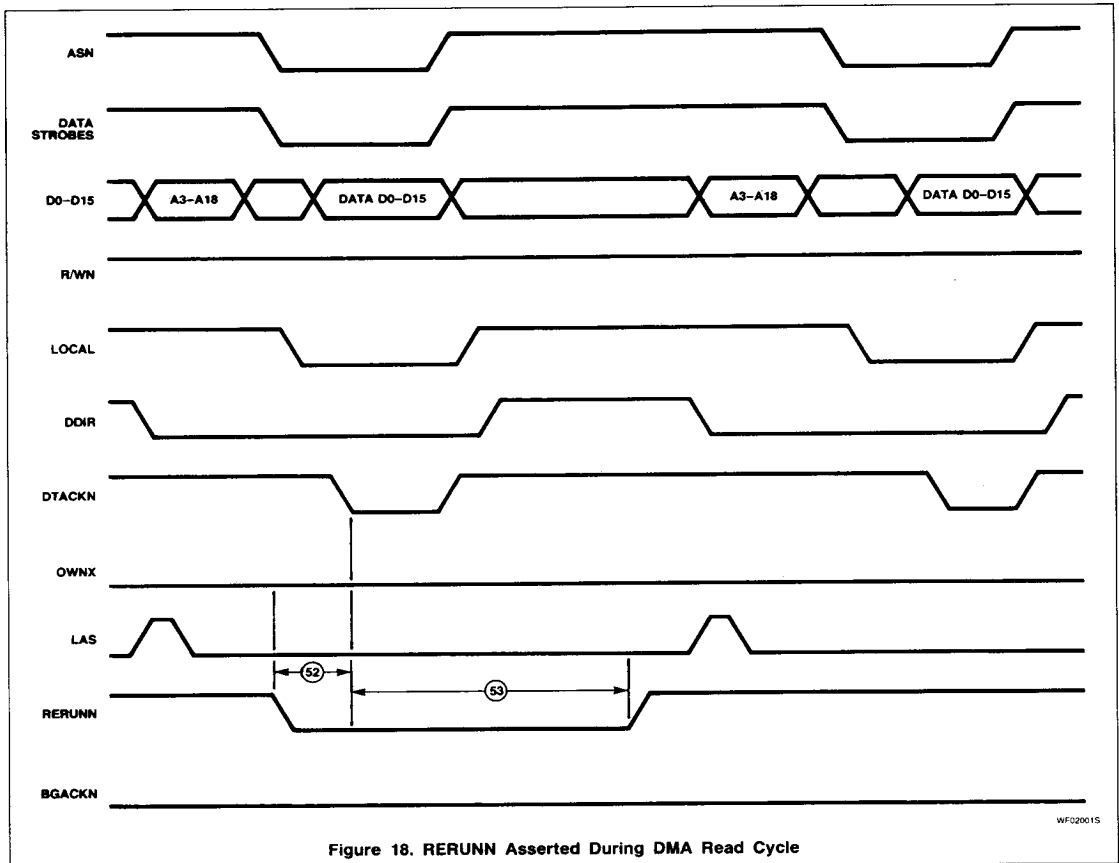 ASN
DATA
STROBES
D0–D15
A3–A18
DATA D0–D15
A3–A18
DATA D0–D15
R/WN
LOCAL
DDIR
DTACKN
OWNX
LAS
52
53
RERUNN
BGACKN
WF02001S
Figure 18. RERUNN Asserted During DMA Read Cycle